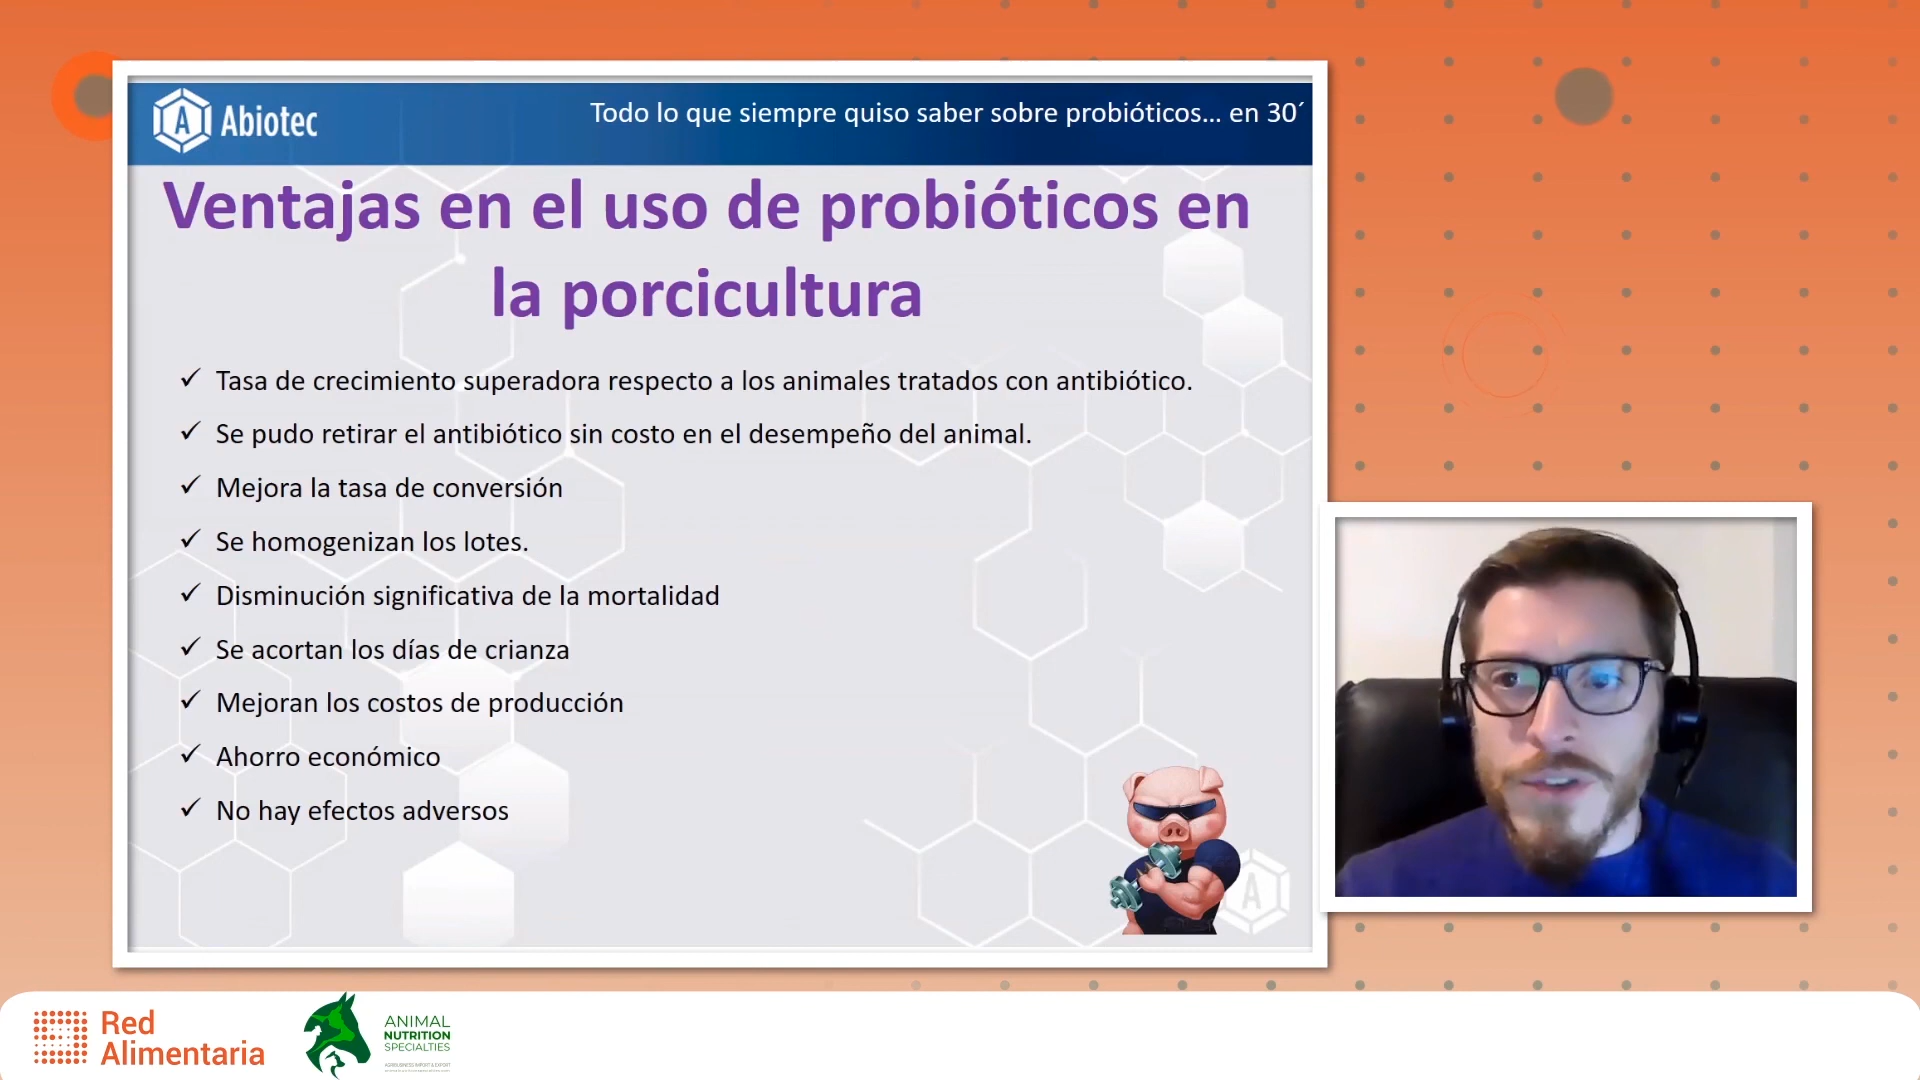 Abiotec
Todo lo que siempre quiso saber sobre probióticos... en 30´
Ventajas en el uso de probióticos en
la porcicultura
✓ Tasa de crecimiento superadora respecto a los animales tratados con antibiótico.
✓ Se pudo retirar el antibiótico sin costo en el desempeño del animal.
✓ Mejora la tasa de conversión
✓ Se homogenizan los lotes.
✓ Disminución significativa de la mortalidad
✓ Se acortan los días de crianza
✓ Mejoran los costos de producción
✓ Ahorro económico
✓ No hay efectos adversos
Red
Alimentaria
ANIMAL
NUTRITION
SPECIALTIES